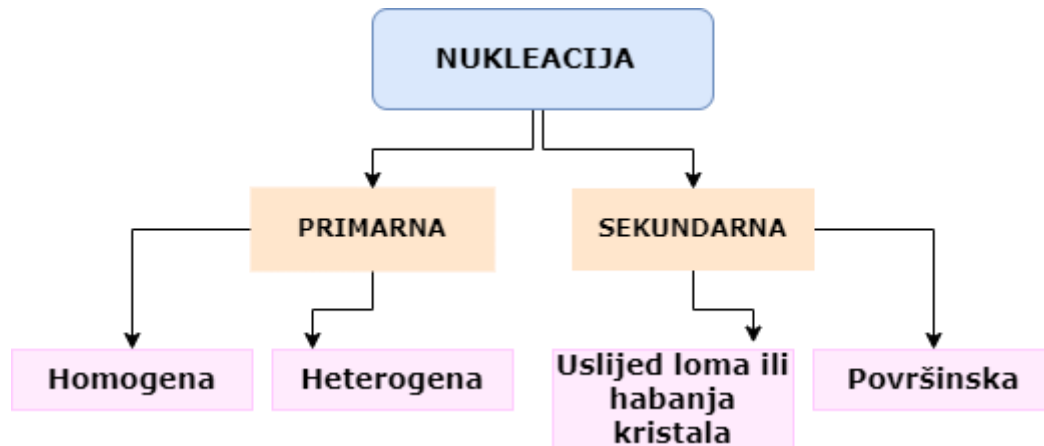 NUKLEACIJA
PRIMARNA
SEKUNDARNA
Homogena
Heterogena
Uslijed loma ili
habanja
kristala
Površinska